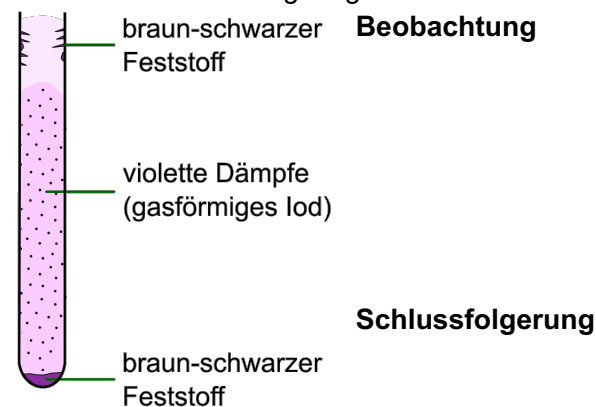 braun-schwarzer
Feststoff
Beobachtung
violette Dämpfe
(gasförmiges Iod)
Schlussfolgerung
braun-schwarzer
Feststoff